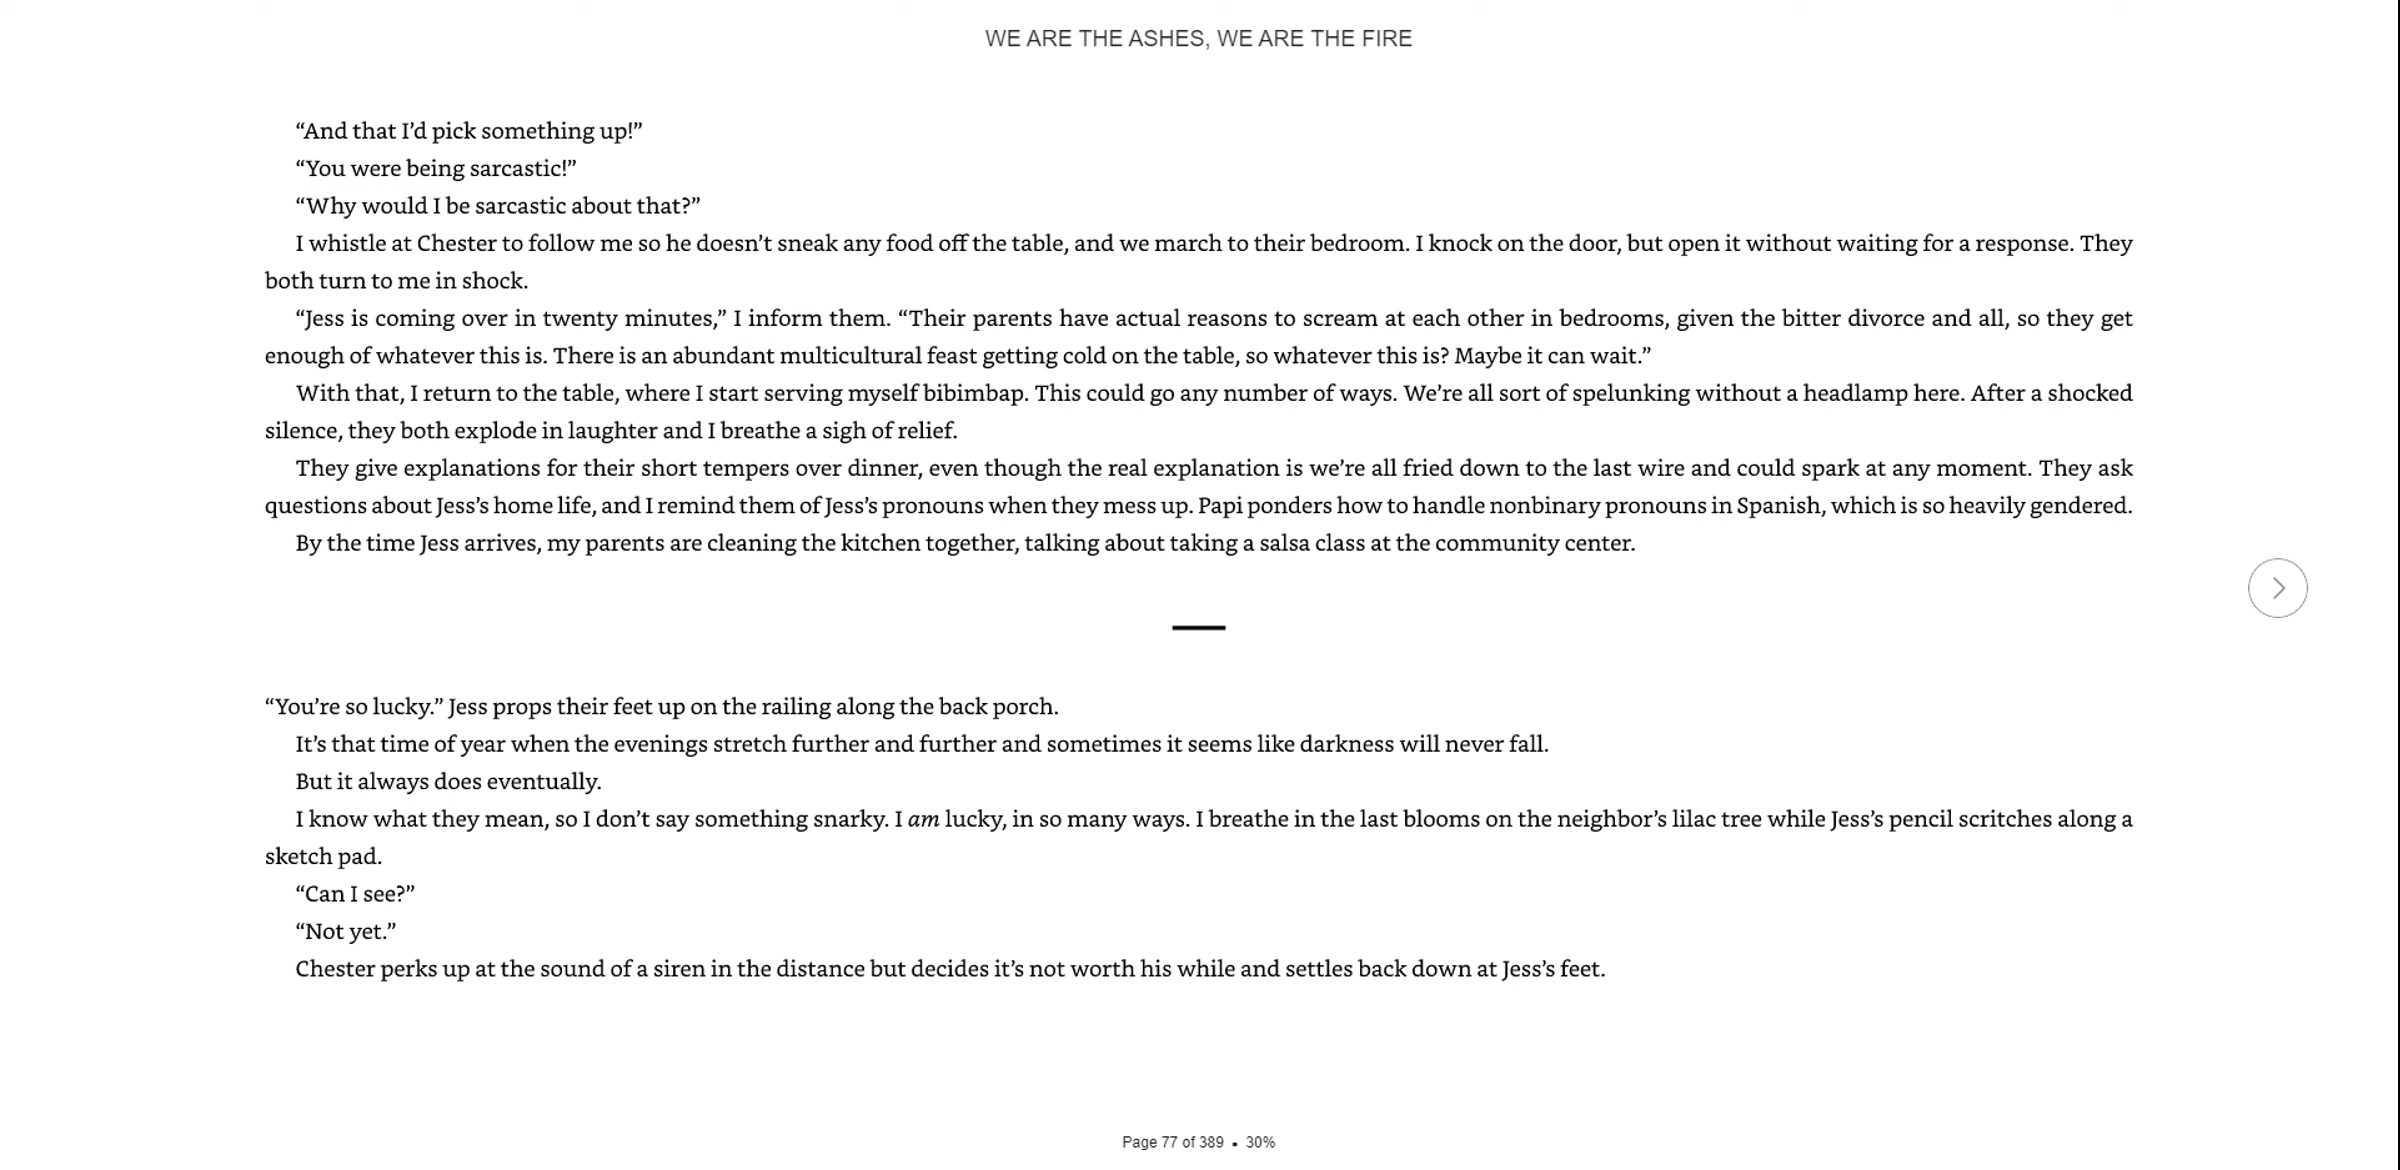 WE ARE THE ASHES, WE ARE THE FIRE
“And that I’d pick something up!”
“You were being sarcastic!”
“Why would I be sarcastic about that?”
I whistle at Chester to follow me so he doesn’t sneak any food off the table, and we march to their bedroom. I knock on the door, but open it without waiting for a response. They
both turn to me in shock.
“Jess is coming over in twenty minutes,” I inform them. “Their parents have actual reasons to scream at each other in bedrooms, given the bitter divorce and all, so they get
enough of whatever this is. There is an abundant multicultural feast getting cold on the table, so whatever this is? Maybe it can wait.”
With that, I return to the table, where I start serving myself bibimbap. This could go any number of ways. We’re all sort of spelunking without a headlamp here. After a shocked
silence, they both explode in laughter and I breathe a sigh of relief.
They give explanations for their short tempers over dinner, even though the real explanation is we’re all fried down to the last wire and could spark at any moment. They ask
questions about Jess’s home life, and I remind them of Jess’s pronouns when they mess up. Papi ponders how to handle nonbinary pronouns in Spanish, which is so heavily gendered.
By the time Jess arrives, my parents are cleaning the kitchen together, talking about taking a salsa class at the community center.
“You’re so lucky.” Jess props their feet up on the railing along the back porch.
It’s that time of year when the evenings stretch further and further and sometimes it seems like darkness will never fall.
But it always does eventually.
I know what they mean, so I don’t say something snarky. I am lucky, in so many ways. I breathe in the last blooms on the neighbor’s lilac tree while Jess’s pencil scritches along a
sketch pad.
“Can I see?”
“Not yet.”
Chester perks up at the sound of a siren in the distance but decides it’s not worth his while and settles back down at Jess’s feet.
Page 77 of 389 • 30%